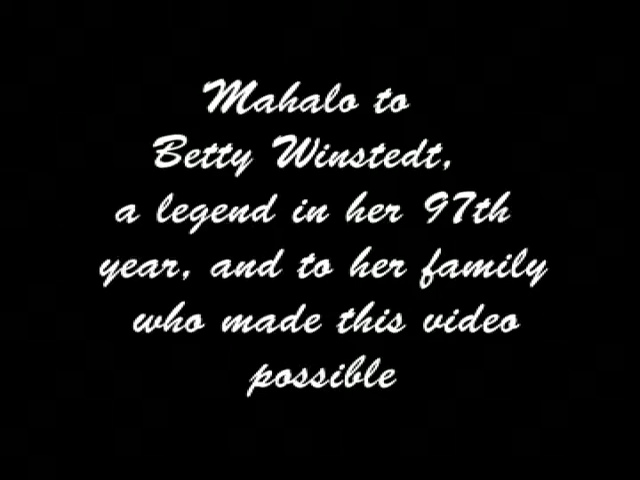 Mahalo to
Betty Winstedt,
a legend in her 97th
year, and to her family
who made this video
possible